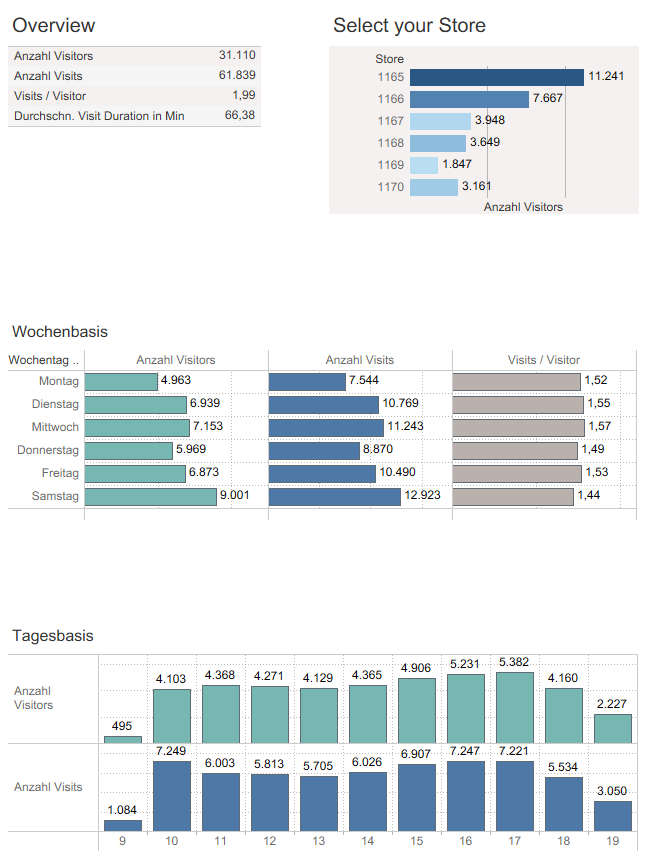 Overview
Anzahl Visitors 31.110
Anzahl Visits 61.839
Visits / Visitor 1,99
Durchschn. Visit Duration in Min 66,38
Select your Store
Store
1165 11.241
1166 7.667
1167 3.948
1168 3.649
1169 1.847
1170 3.161
Anzahl Visitors
Wochenbasis
Wochentag .. Anzahl Visitors Anzahl Visits Visits / Visitor
Montag 4.963 7.544 1,52
Dienstag 6.939 10.769 1,55
Mittwoch 7.153 11.243 1,57
Donnerstag 5.969 8.870 1,49
Freitag 6.873 10.490 1,53
Samstag 9.001 12.923 1,44
Tagesbasis
Anzahl
Visitors
495 4.103 4.368 4.271 4.129 4.365 4.906 5.231 5.382 4.160 2.227
Anzahl Visits
1.084 7.249 6.003 5.813 5.705 6.026 6.907 7.247 7.221 5.534 3.050
9 10 11 12 13 14 15 16 17 18 19